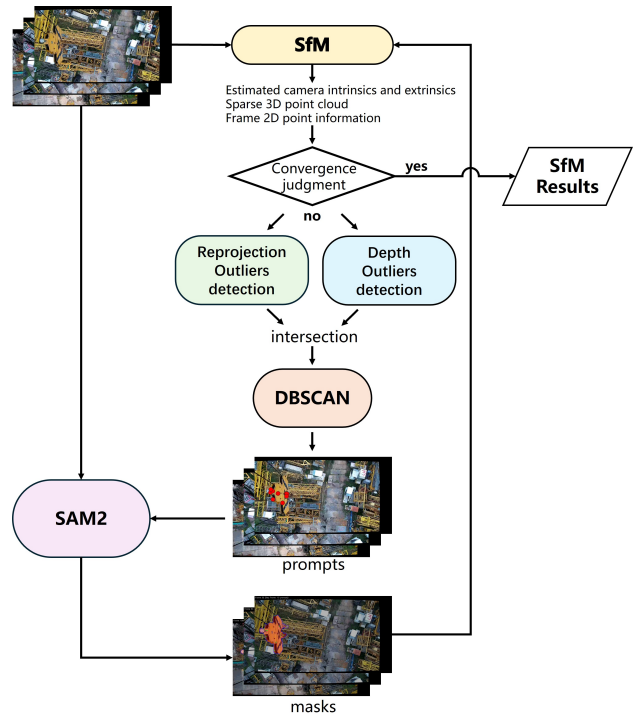 SfM
Estimated camera intrinsics and extrinsics
Sparse 3D point cloud
Frame 2D point information
Convergence
judgment
yes
SfM
Results
no
Reprojection
Outliers
detection
Depth
Outliers
detection
intersection
DBSCAN
SAM2
prompts
masks